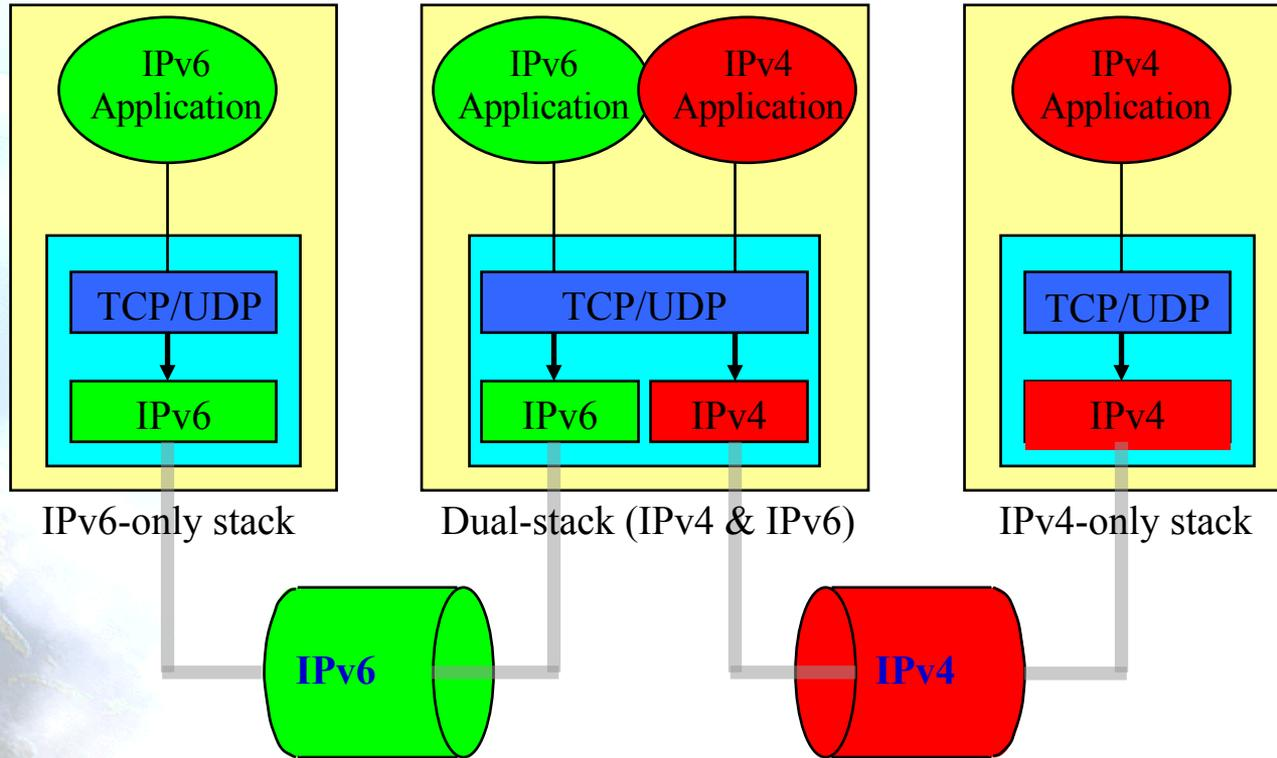 IPv6
Application
IPv6
Application
IPv4
Application
IPv4
Application
TCP/UDP
TCP/UDP
TCP/UDP
IPv6
IPv6
IPv4
IPv4
IPv6-only stack
Dual-stack (IPv4 & IPv6)
IPv4-only stack
IPv6
IPv4